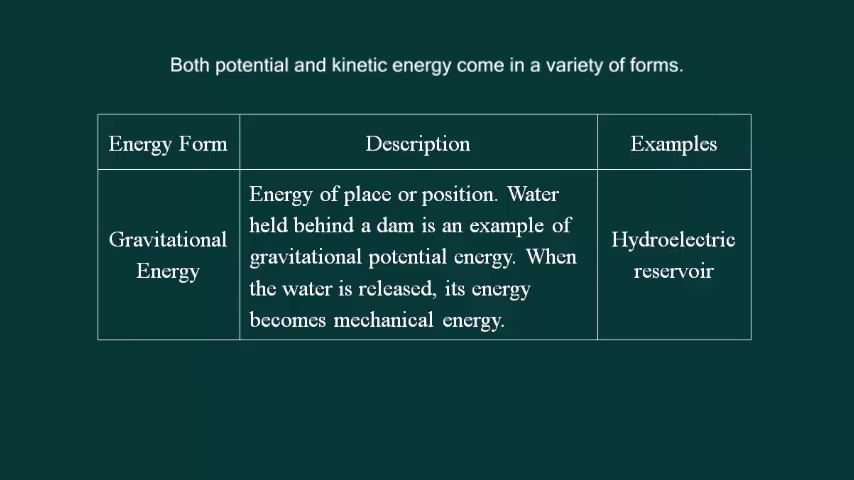 Both potential and kinetic energy come in a variety of forms.
Energy Form
Description
Examples
Gravitational
Energy
Energy of place or position. Water
held behind a dam is an example of
gravitational potential energy. When
the water is released, its energy
becomes mechanical energy.
Hydroelectric
reservoir